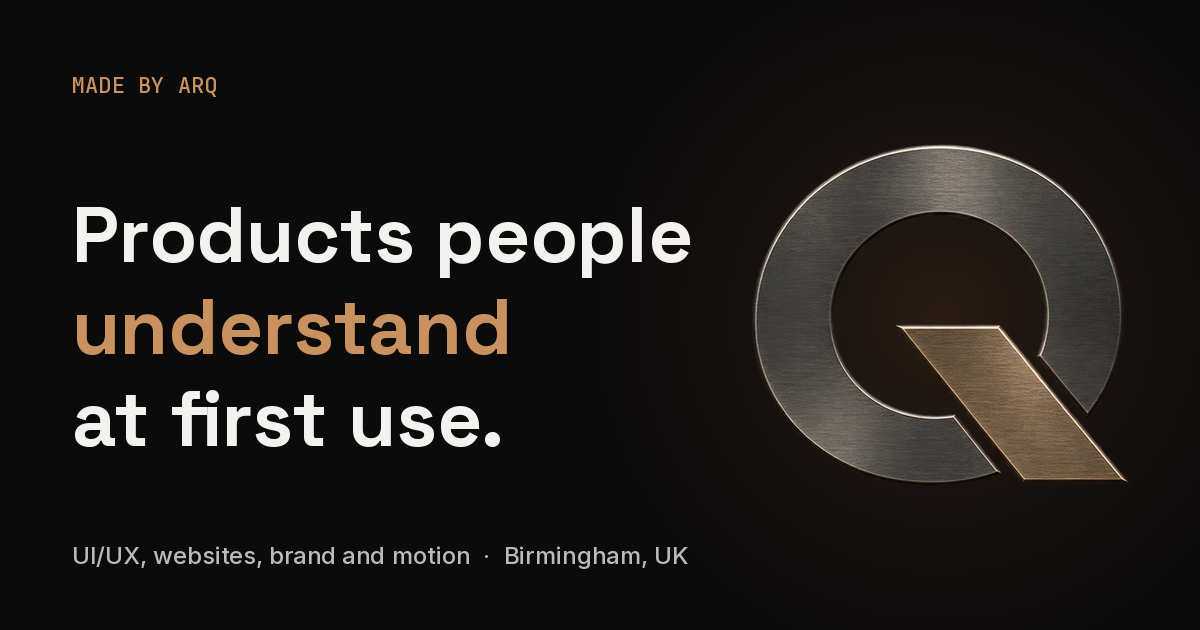 MADE BY ARQ
Products people
understand
at first use.
UI/UX, websites, brand and motion · Birmingham, UK
Q